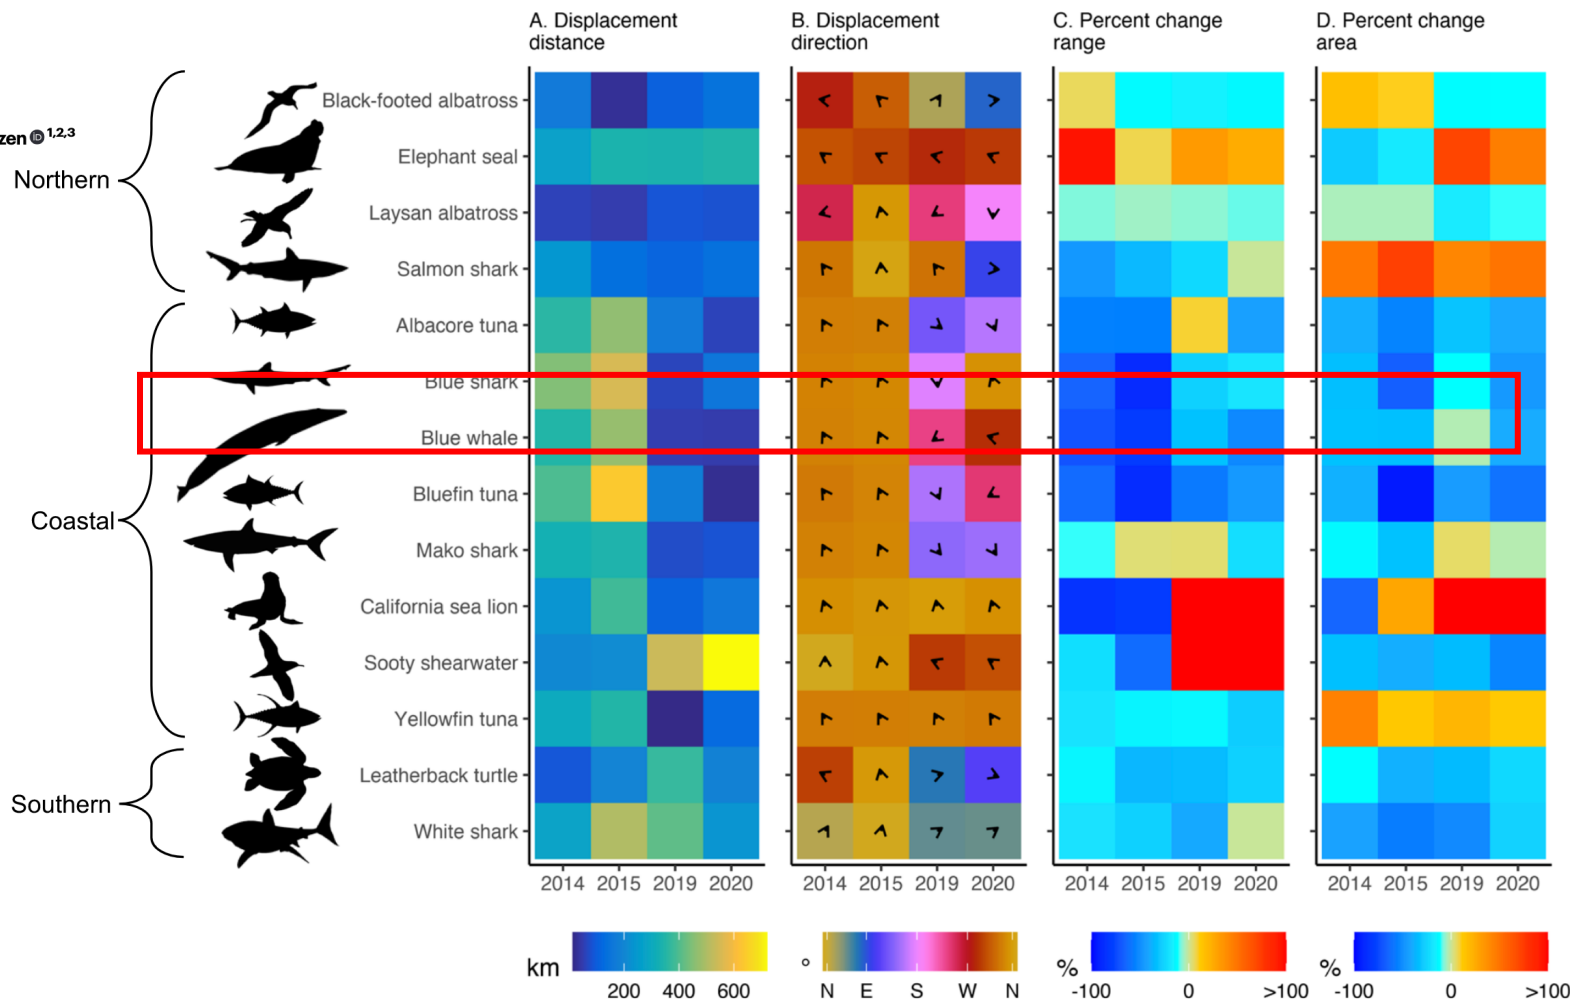 A. Displacement
distance
B. Displacement
direction
C. Percent change
range
D. Percent change
area
zen iD 1,2,3
Northern
Coastal
Southern
Black-footed albatross
Elephant seal
Laysan albatross
Salmon shark
Albacore tuna
Blue shark
Blue whale
Bluefin tuna
Mako shark
California sea lion
Sooty shearwater
Yellowfin tuna
Leatherback turtle
White shark
2014 2015 2019 2020
2014 2015 2019 2020
2014 2015 2019 2020
2014 2015 2019 2020
km
200 400 600
°
N E S W N
%
-100 0 >100
%
-100 0 >100